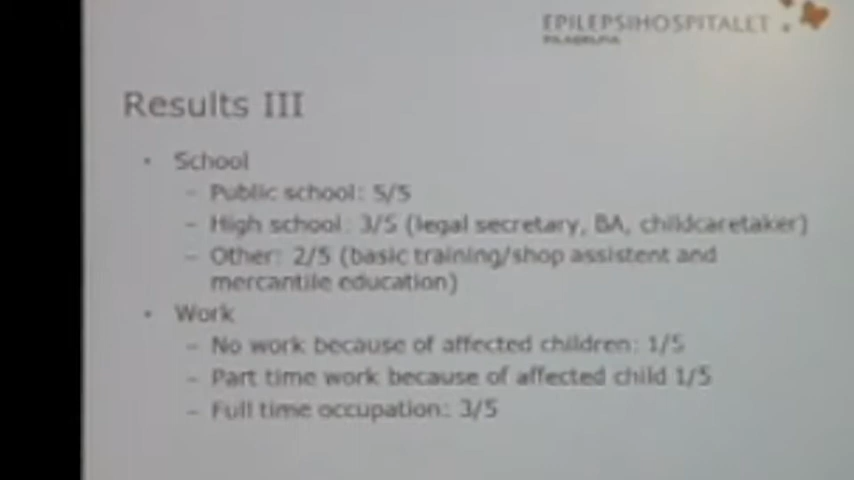 EPILEPSIHOSPITALET
FILADELFIA
Results III
• School
– Public school: 5/5
– High school: 3/5 (legal secretary, BA, childcaretaker)
– Other: 2/5 (basic training/shop assistent and
mercantile education)
• Work
– No work because of affected children: 1/5
– Part time work because of affected child 1/5
– Full time occupation: 3/5